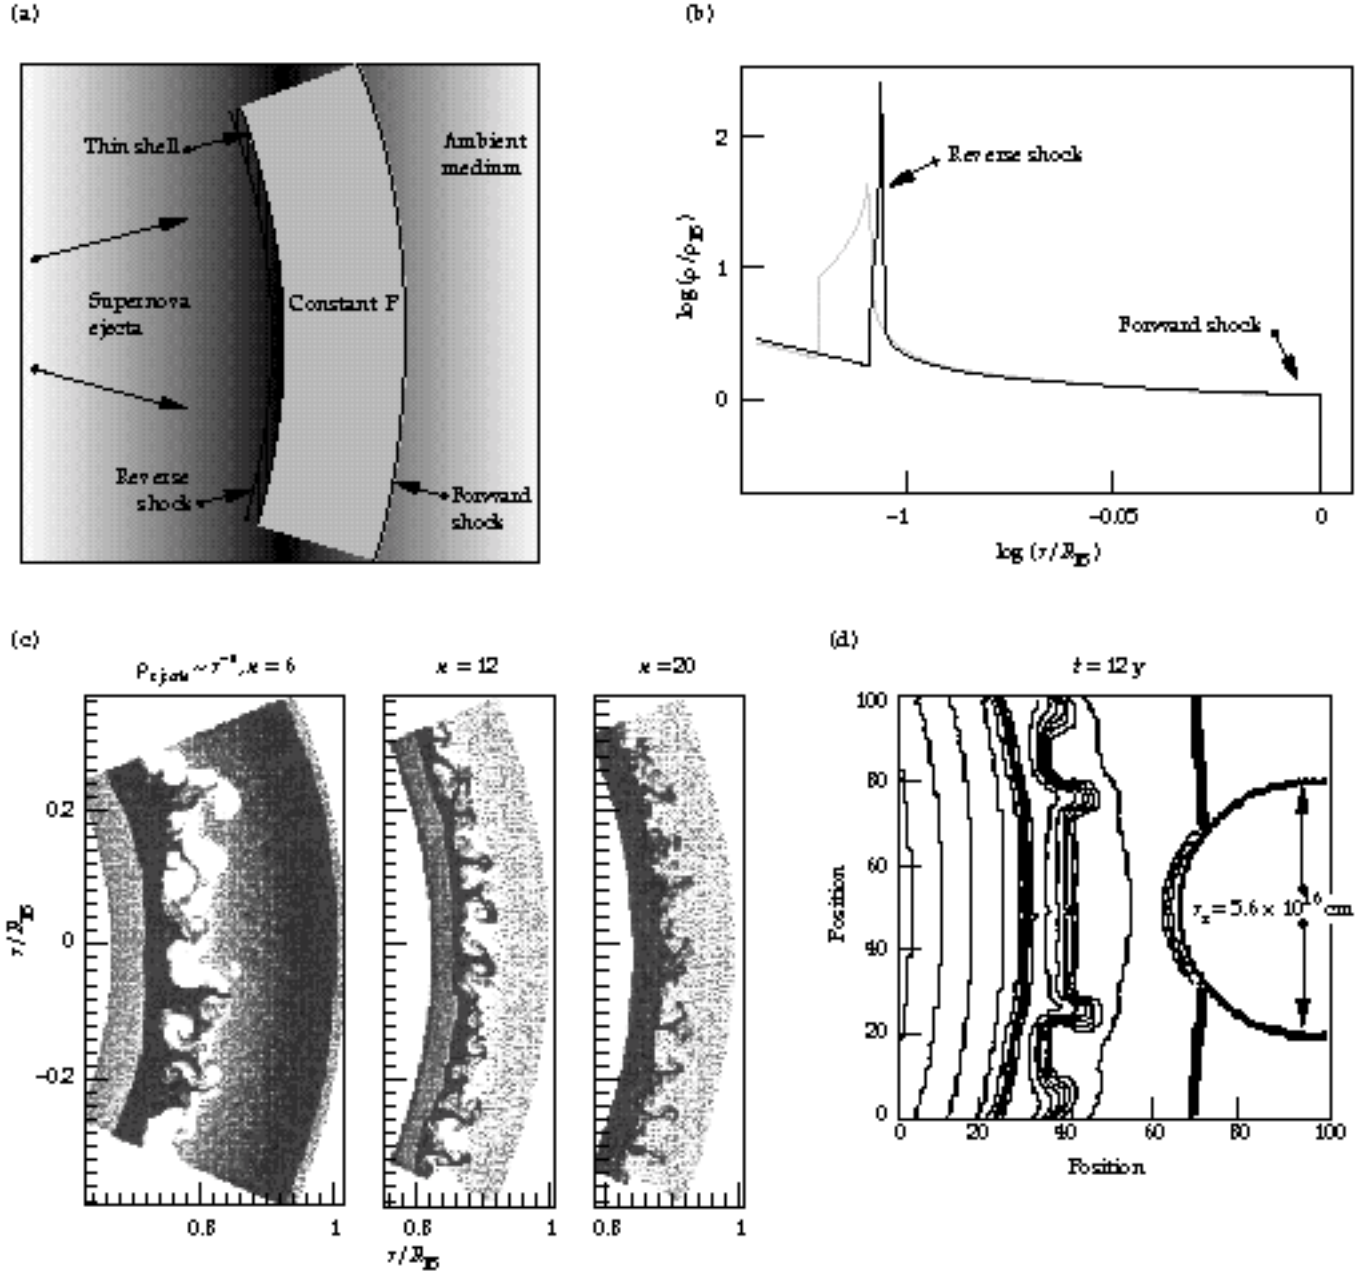 (a)
Thin shell
Ambient
medium
Supernova
ejecta
Constant P
Reverse
shock
Forward
shock
(b)
2
1
0
log (ρ/ρ
Reverse shock
Forward shock
−1
−0.05
0
log (r/R
(c)
ρejecta ~ r⁻ⁿ, n = 6
n = 12
n = 20
0.2
0
−0.2
r/R
0.8
1
0.8
1
0.8
1
r/R
(d)
t = 12 y
100
80
60
40
20
0
Position
= 5.6 × 10¹⁶ cm
0
20
40
60
80
100
Position